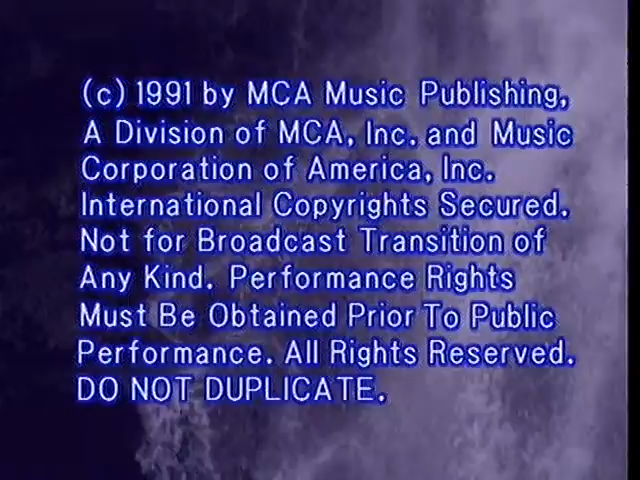 (c) 1991 by MCA Music Publishing,
A Division of MCA, Inc. and Music
Corporation of America, Inc.
International Copyrights Secured.
Not for Broadcast Transition of
Any Kind. Performance Rights
Must Be Obtained Prior To Public
Performance. All Rights Reserved.
DO NOT DUPLICATE.